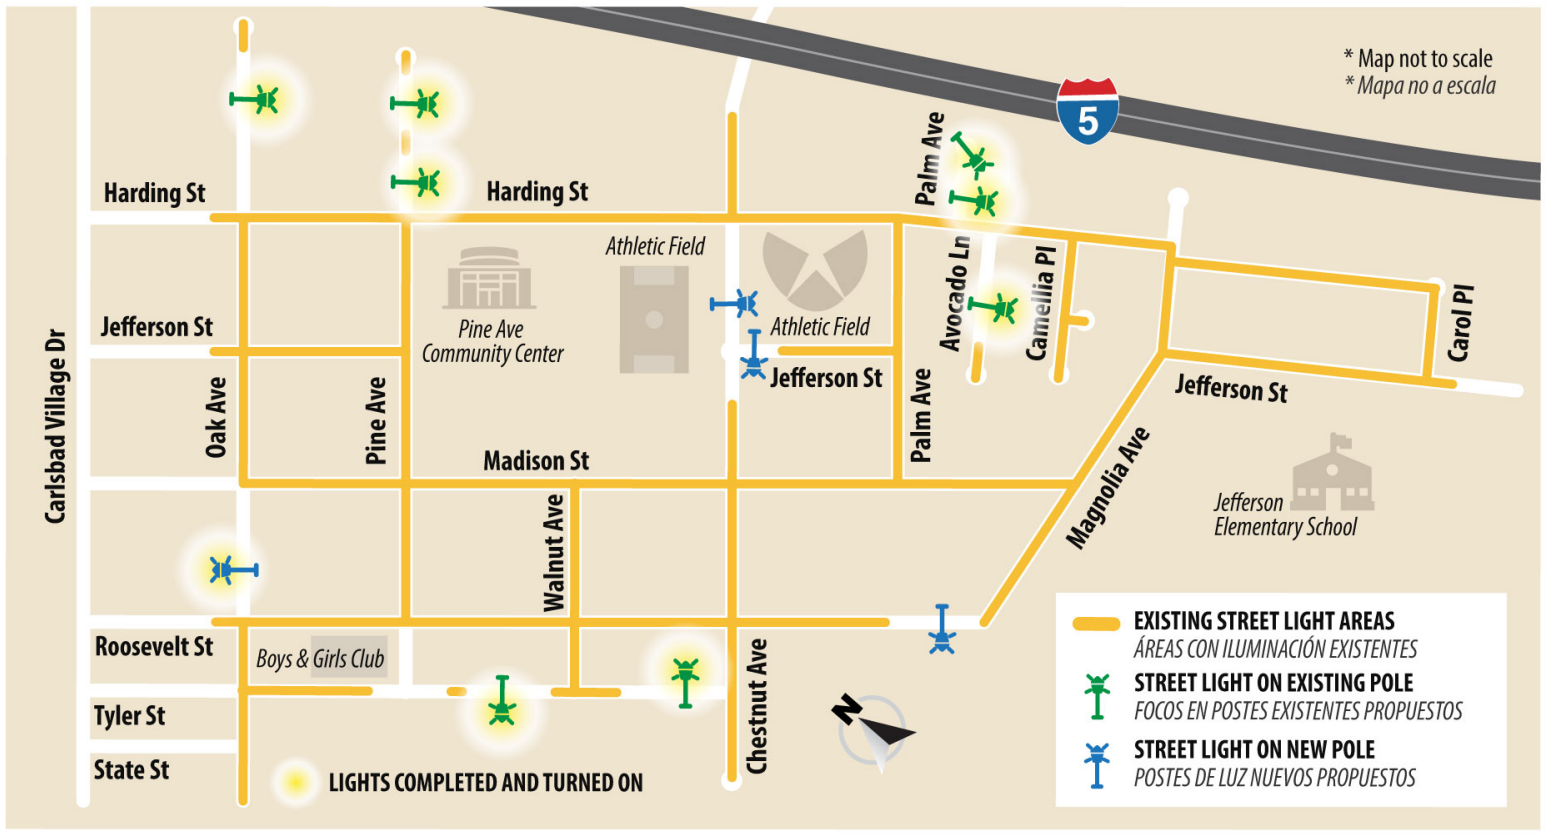 * Map not to scale
* Mapa no a escala
5
Palm Ave
Harding St
Harding St
Athletic Field
Avocado Ln
Camellia Pl
Carol Pl
Jefferson St
Pine Ave
Community Center
Athletic Field
Jefferson St
Jefferson St
Carlsbad Village Dr
Oak Ave
Pine Ave
Palm Ave
Madison St
Magnolia Ave
Jefferson
Elementary School
Walnut Ave
Roosevelt St
Boys & Girls Club
Chestnut Ave
Tyler St
State St
N
LIGHTS COMPLETED AND TURNED ON
EXISTING STREET LIGHT AREAS
ÁREAS CON ILUMINACIÓN EXISTENTES
STREET LIGHT ON EXISTING POLE
FOCOS EN POSTES EXISTENTES PROPUESTOS
STREET LIGHT ON NEW POLE
POSTES DE LUZ NUEVOS PROPUESTOS